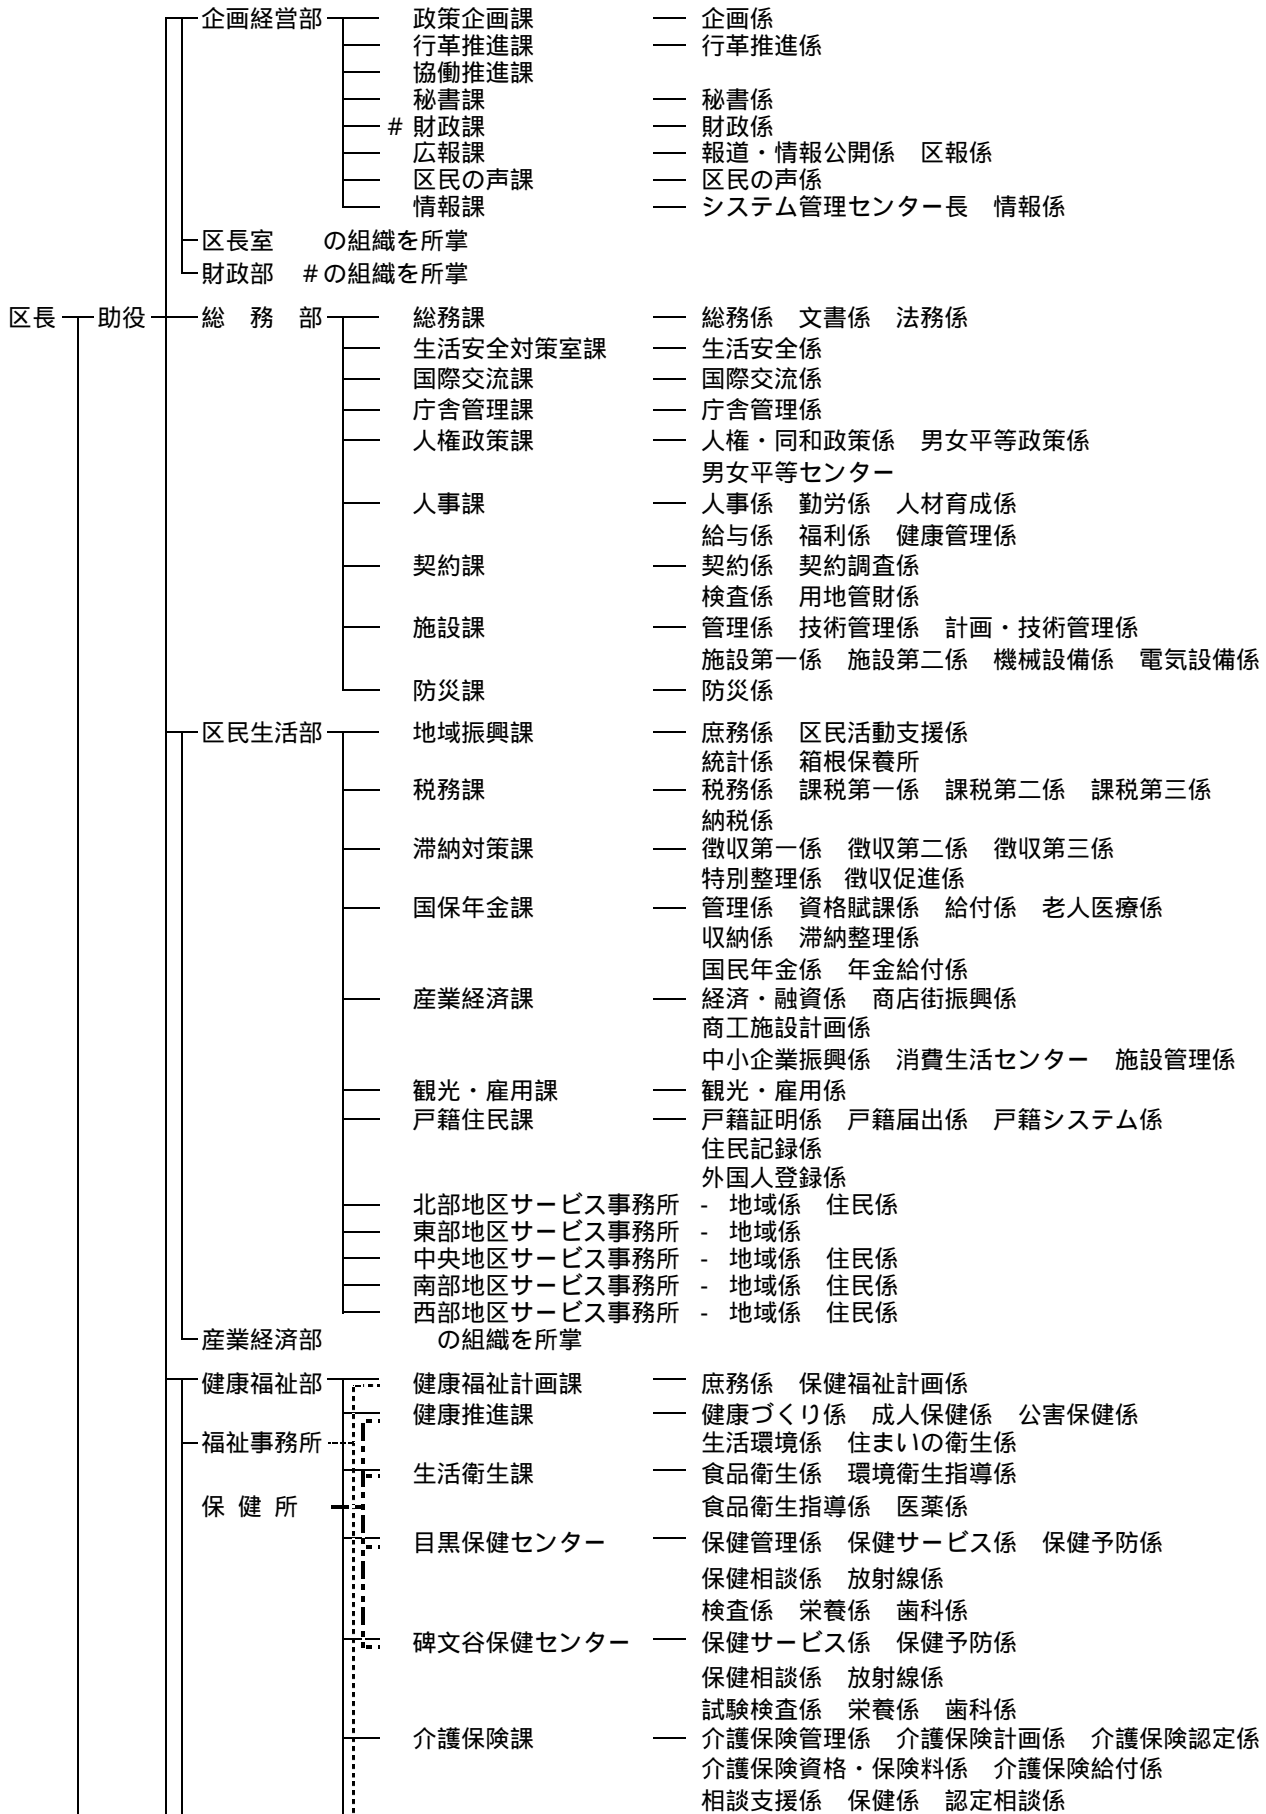 企画経営部 政策企画課 企画係
行革推進課 行革推進係
協働推進課
秘書課 秘書係
# 財政課 財政係
広報課 報道・情報公開係 区報係
区民の声課 区民の声係
情報課 システム管理センター長 情報係
区長室 の組織を所掌
財政部 #の組織を所掌
区長 助役 総 務 部 総務課 総務係 文書係 法務係
生活安全対策室課 生活安全係
国際交流課 国際交流係
庁舎管理課 庁舎管理係
人権政策課 人権・同和政策係 男女平等政策係
男女平等センター
人事課 人事係 勤労係 人材育成係
給与係 福利係 健康管理係
契約課 契約係 契約調査係
検査係 用地管財係
施設課 管理係 技術管理係 計画・技術管理係
施設第一係 施設第二係 機械設備係 電気設備係
防災課 防災係
区民生活部 地域振興課 庶務係 区民活動支援係
統計係 箱根保養所
税務課 税務係 課税第一係 課税第二係 課税第三係
納税係
滞納対策課 徴収第一係 徴収第二係 徴収第三係
特別整理係 徴収促進係
国保年金課 管理係 資格賦課係 給付係 老人医療係
収納係 滞納整理係
国民年金係 年金給付係
産業経済課 経済・融資係 商店街振興係
商工施設計画係
中小企業振興係 消費生活センター 施設管理係
観光・雇用課 観光・雇用係
戸籍住民課 戸籍証明係 戸籍届出係 戸籍システム係
住民記録係
外国人登録係
北部地区サービス事務所 - 地域係 住民係
東部地区サービス事務所 - 地域係
中央地区サービス事務所 - 地域係 住民係
南部地区サービス事務所 - 地域係 住民係
西部地区サービス事務所 - 地域係 住民係
産業経済部 の組織を所掌
健康福祉部 健康福祉計画課 庶務係 保健福祉計画係
健康推進課 健康づくり係 成人保健係 公害保健係
福祉事務所 生活環境係 住まいの衛生係
生活衛生課 食品衛生係 環境衛生指導係
保 健 所 食品衛生指導係 医薬係
目黒保健センター 保健管理係 保健サービス係 保健予防係
保健相談係 放射線係
検査係 栄養係 歯科係
碑文谷保健センター 保健サービス係 保健予防係
保健相談係 放射線係
試験検査係 栄養係 歯科係
介護保険課 介護保険管理係 介護保険計画係 介護保険認定係
介護保険資格・保険料係 介護保険給付係
相談支援係 保健係 認定相談係